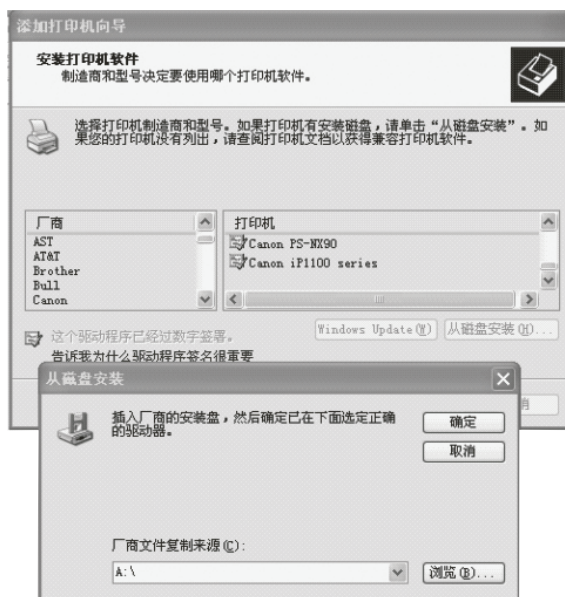 添加打印机向导
安装打印机软件
制造商和型号决定要使用哪个打印机软件。
选择打印机制造商和型号。如果打印机有安装磁盘，请单击“从磁盘安装”。如
果您的打印机没有列出，请查阅打印机文档以获得兼容打印机软件。
厂商
AST
AT&T
Brother
Bull
Canon
打印机
Canon PS-NX90
Canon iP1100 series
这个驱动程序已经过数字签署。
告诉我为什么驱动程序签名很重要
Windows Update(W)
从磁盘安装(H)...
从磁盘安装
插入厂商的安装盘，然后确定已在下面选定正确
的驱动器。
确定
取消
厂商文件复制来源(C):
A:\
浏览(B)...